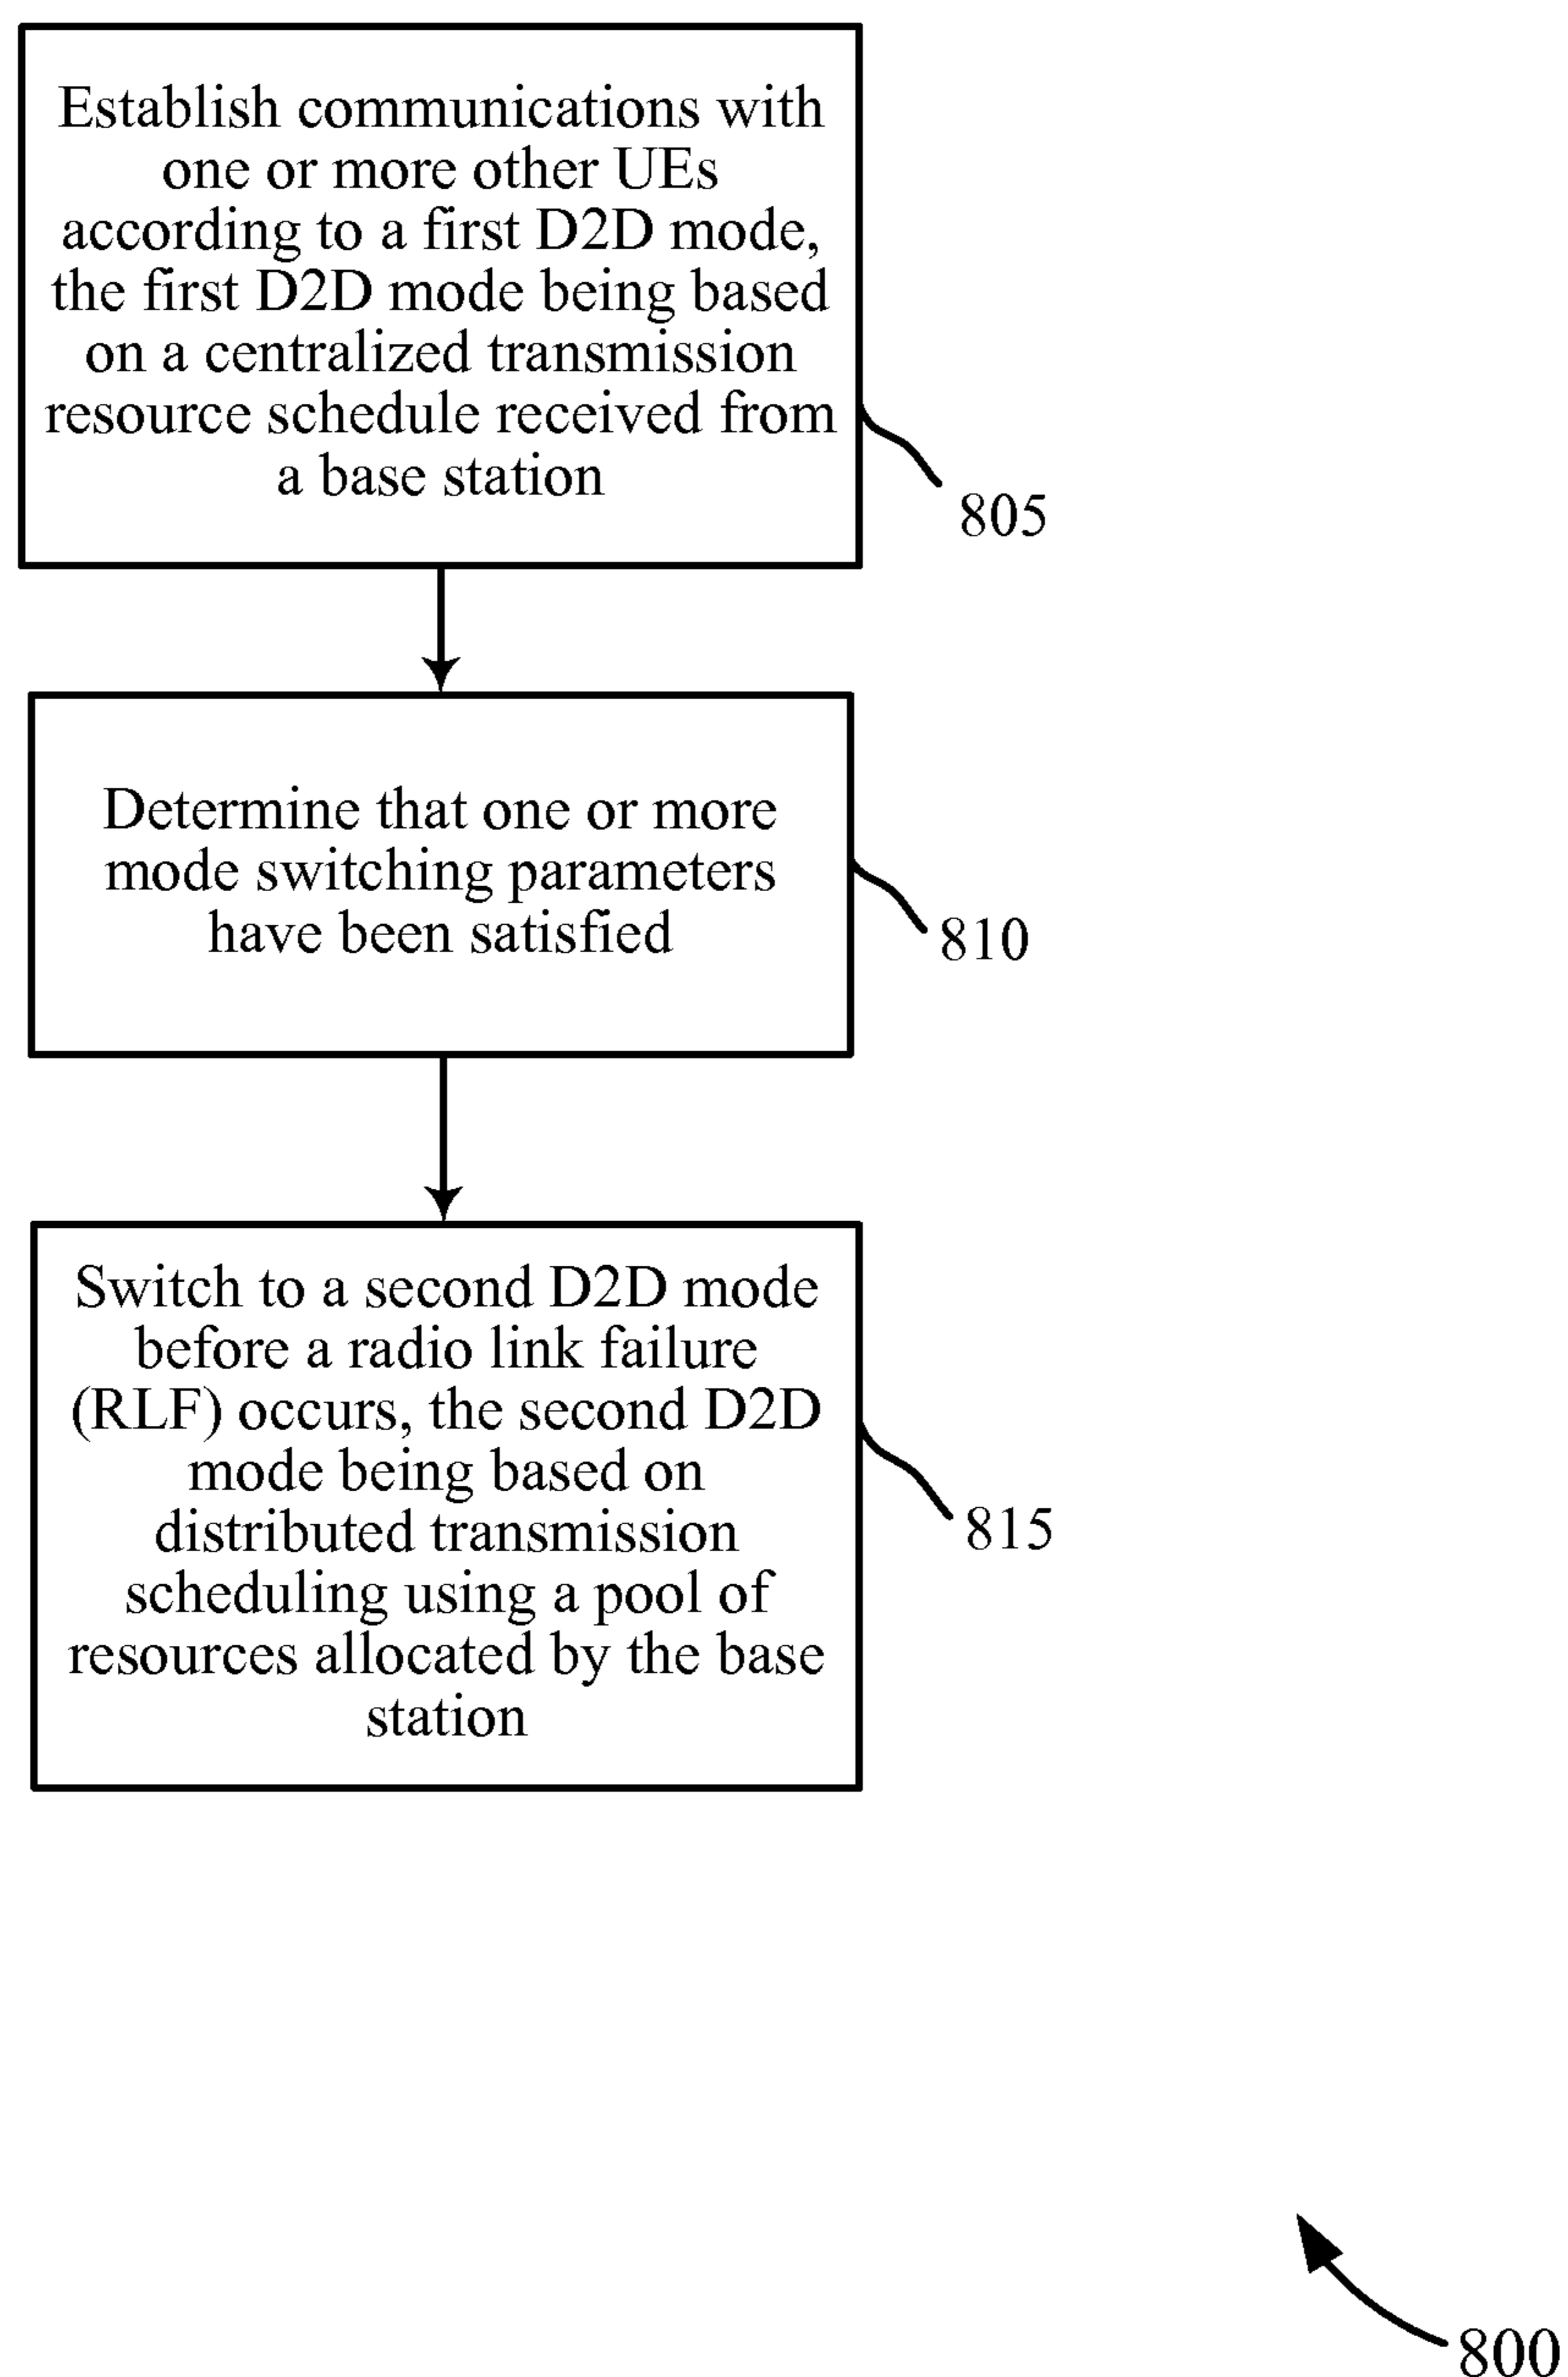 Establish communications with
one or more other UEs
according to a first D2D mode,
the first D2D mode being based
on a centralized transmission
resource schedule received from
a base station
805
Determine that one or more
mode switching parameters
have been satisfied
810
Switch to a second D2D mode
before a radio link failure
(RLF) occurs, the second D2D
mode being based on
distributed transmission
scheduling using a pool of
resources allocated by the base
station
815
800